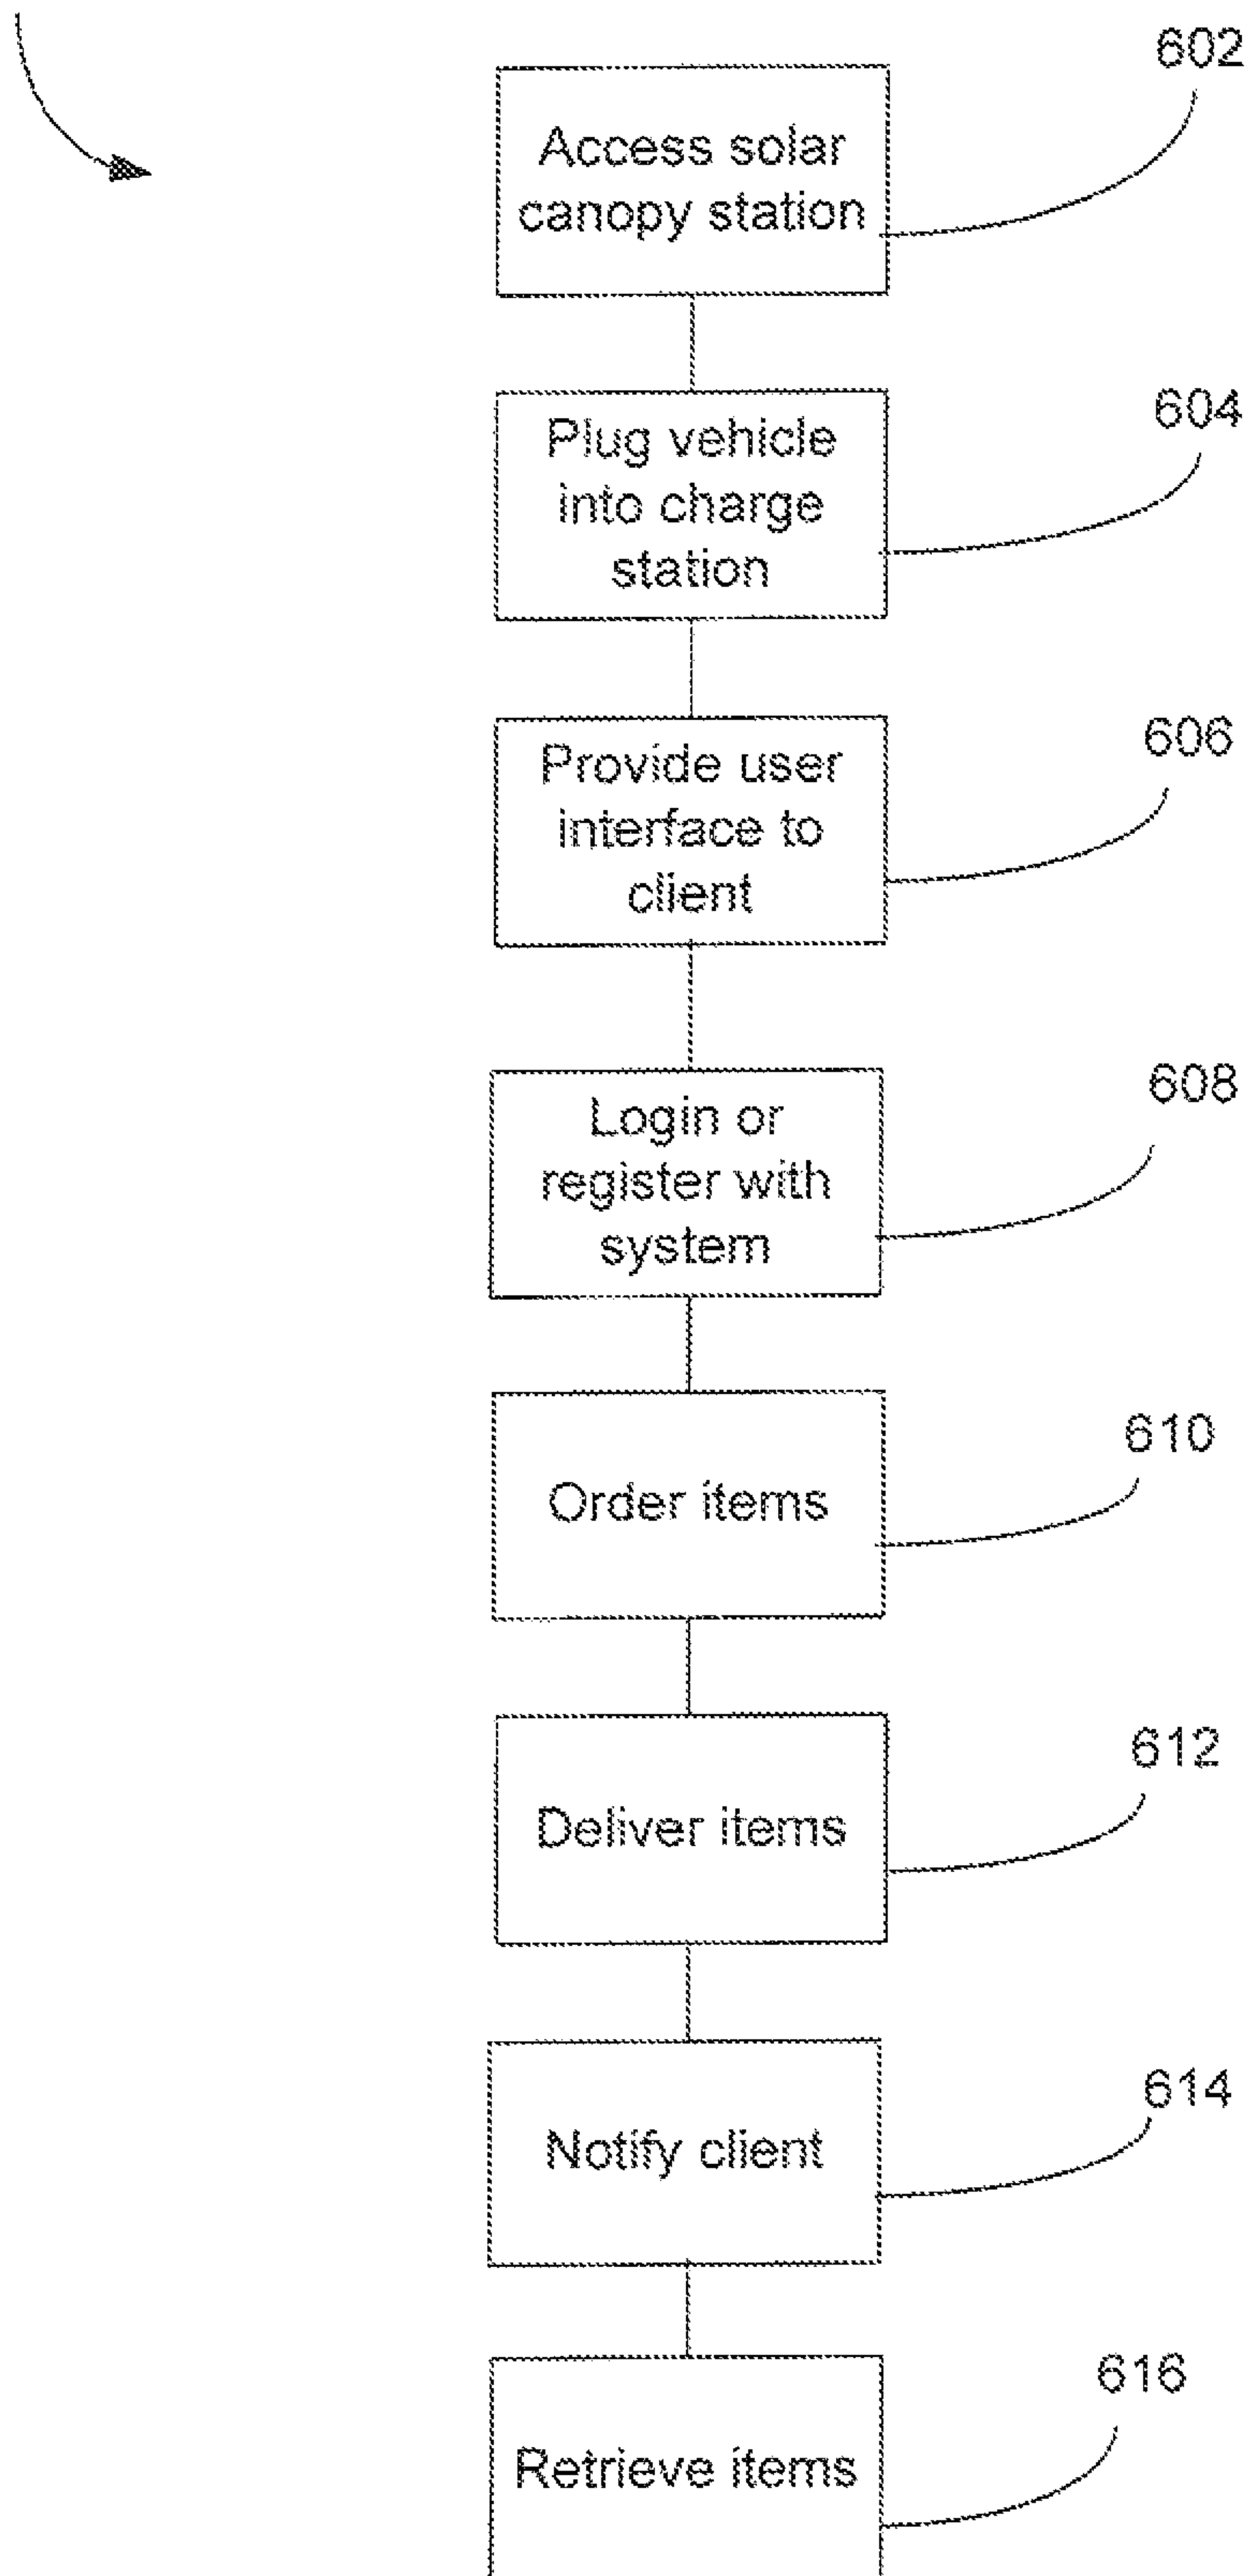 602
Access solar
canopy station
604
Plug vehicle
into charge
station
606
Provide user
interface to
client
608
Login or
register with
system
610
Order items
612
Deliver items
614
Notify client
616
Retrieve items